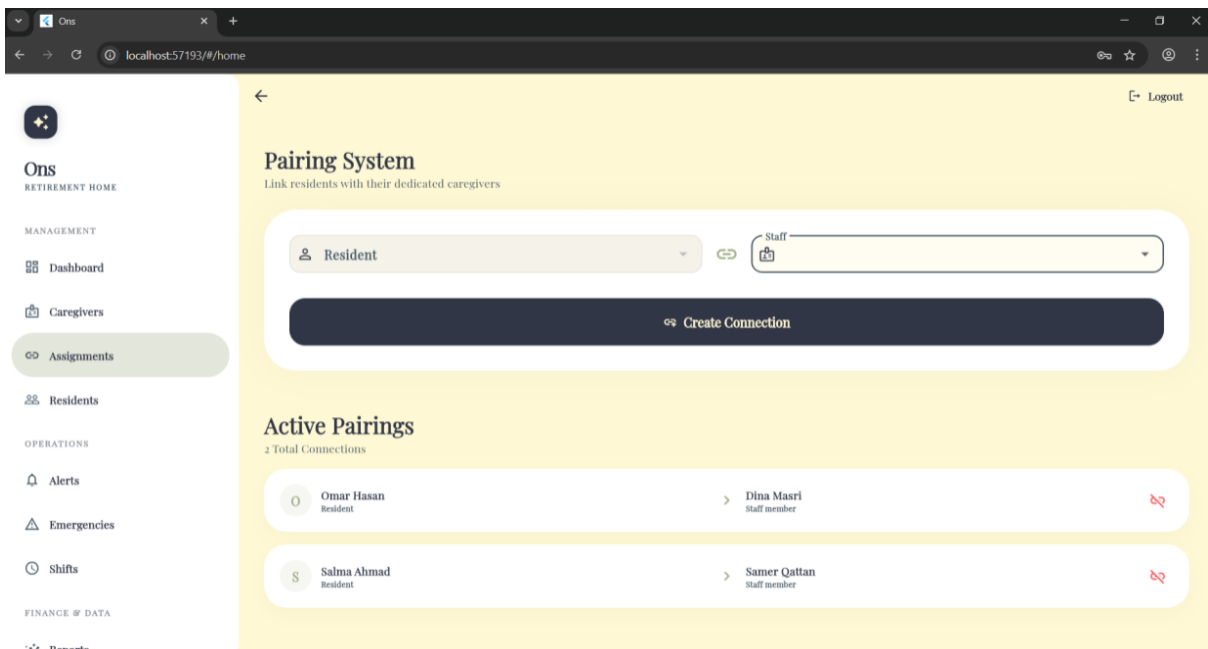 Ons
localhost:57193/#/home
Logout
Ons
RETIREMENT HOME
MANAGEMENT
Dashboard
Caregivers
Assignments
Residents
OPERATIONS
Alerts
Emergencies
Shifts
FINANCE & DATA
Reports
Pairing System
Link residents with their dedicated caregivers
Resident
Staff
Create Connection
Active Pairings
2 Total Connections
O
Omar Hasan
Resident
Dina Masri
Staff member
S
Salma Ahmad
Resident
Samer Qattan
Staff member